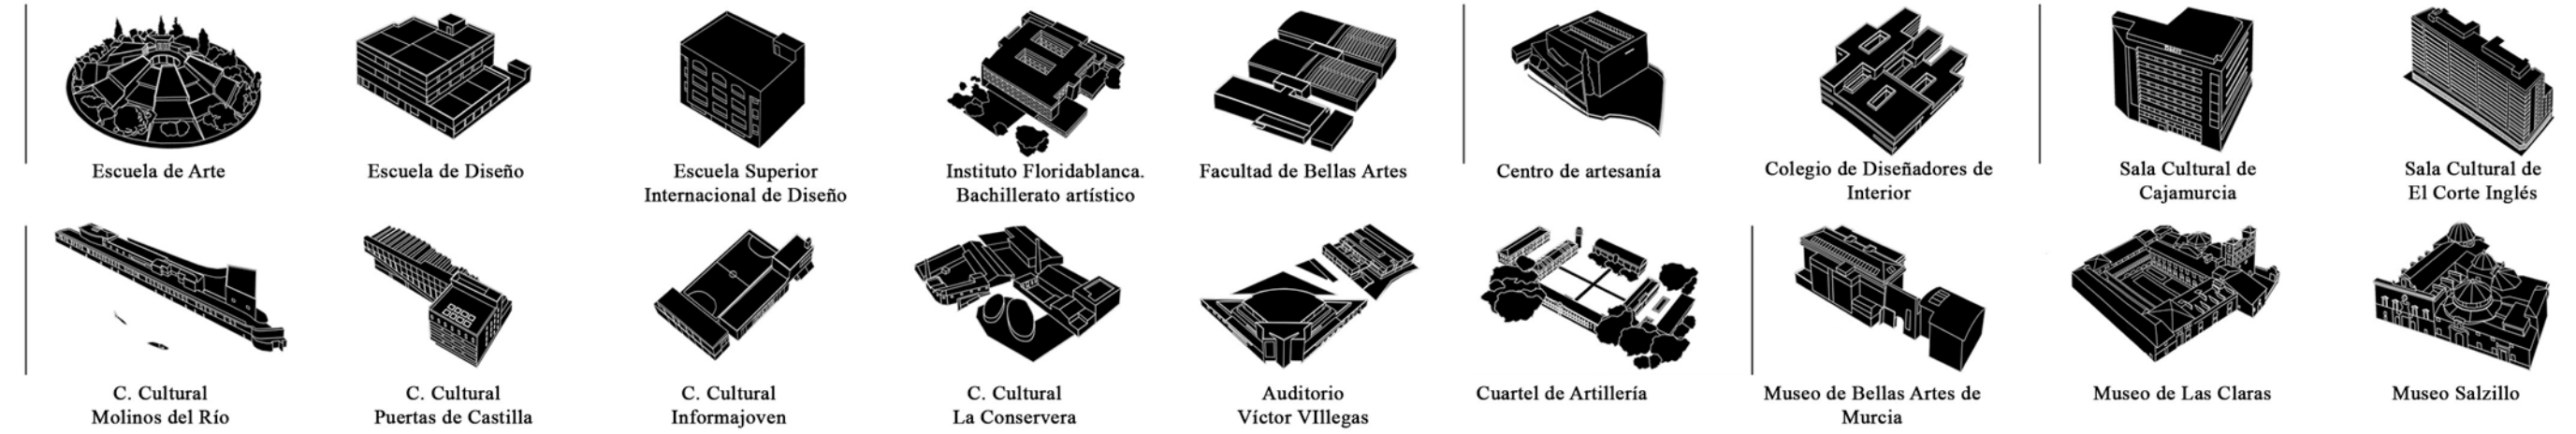 Escuela de Arte
Escuela de Diseño
Escuela Superior
Internacional de Diseño
Instituto Floridablanca.
Bachillerato artístico
Facultad de Bellas Artes
Centro de artesanía
Colegio de Diseñadores de
Interior
Sala Cultural de
Cajamurcia
Sala Cultural de
El Corte Inglés
C. Cultural
Molinos del Río
C. Cultural
Puertas de Castilla
C. Cultural
Informajoven
C. Cultural
La Conservera
Auditorio
Víctor VIllegas
Cuartel de Artillería
Museo de Bellas Artes de
Murcia
Museo de Las Claras
Museo Salzillo